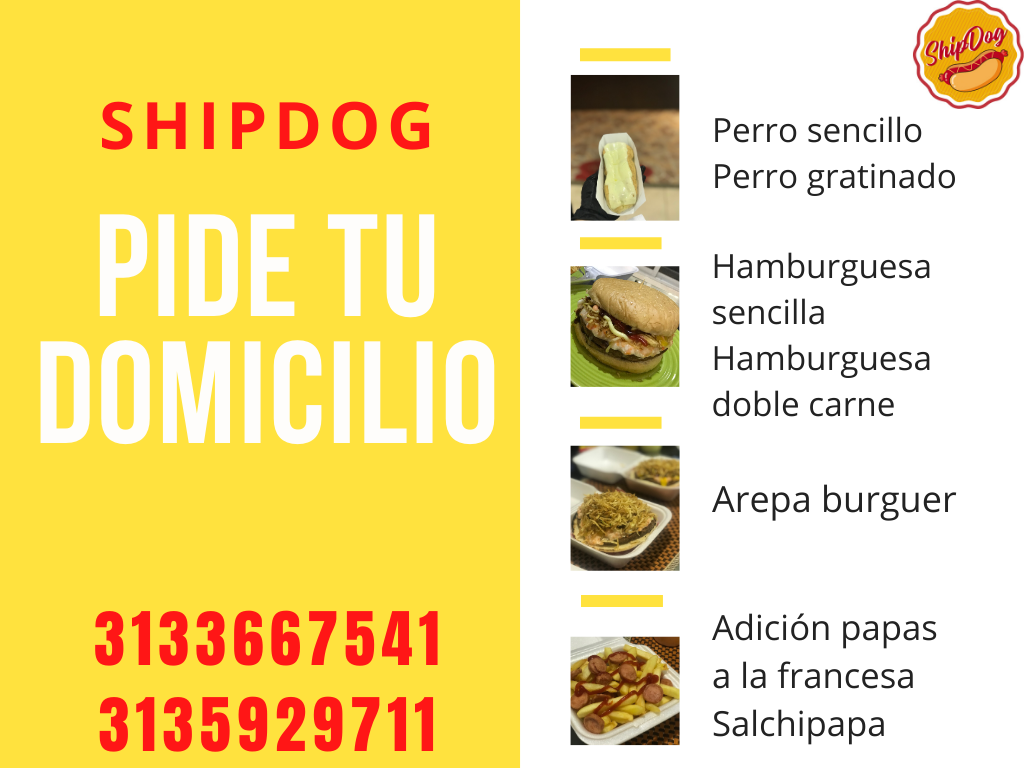 SHIPDOG
PIDE TU
DOMICILIO
3133667541
3135929711
ShipDog
Perro sencillo
Perro gratinado
Hamburguesa
sencilla
Hamburguesa
doble carne
Arepa burguer
Adición papas
a la francesa
Salchipapa